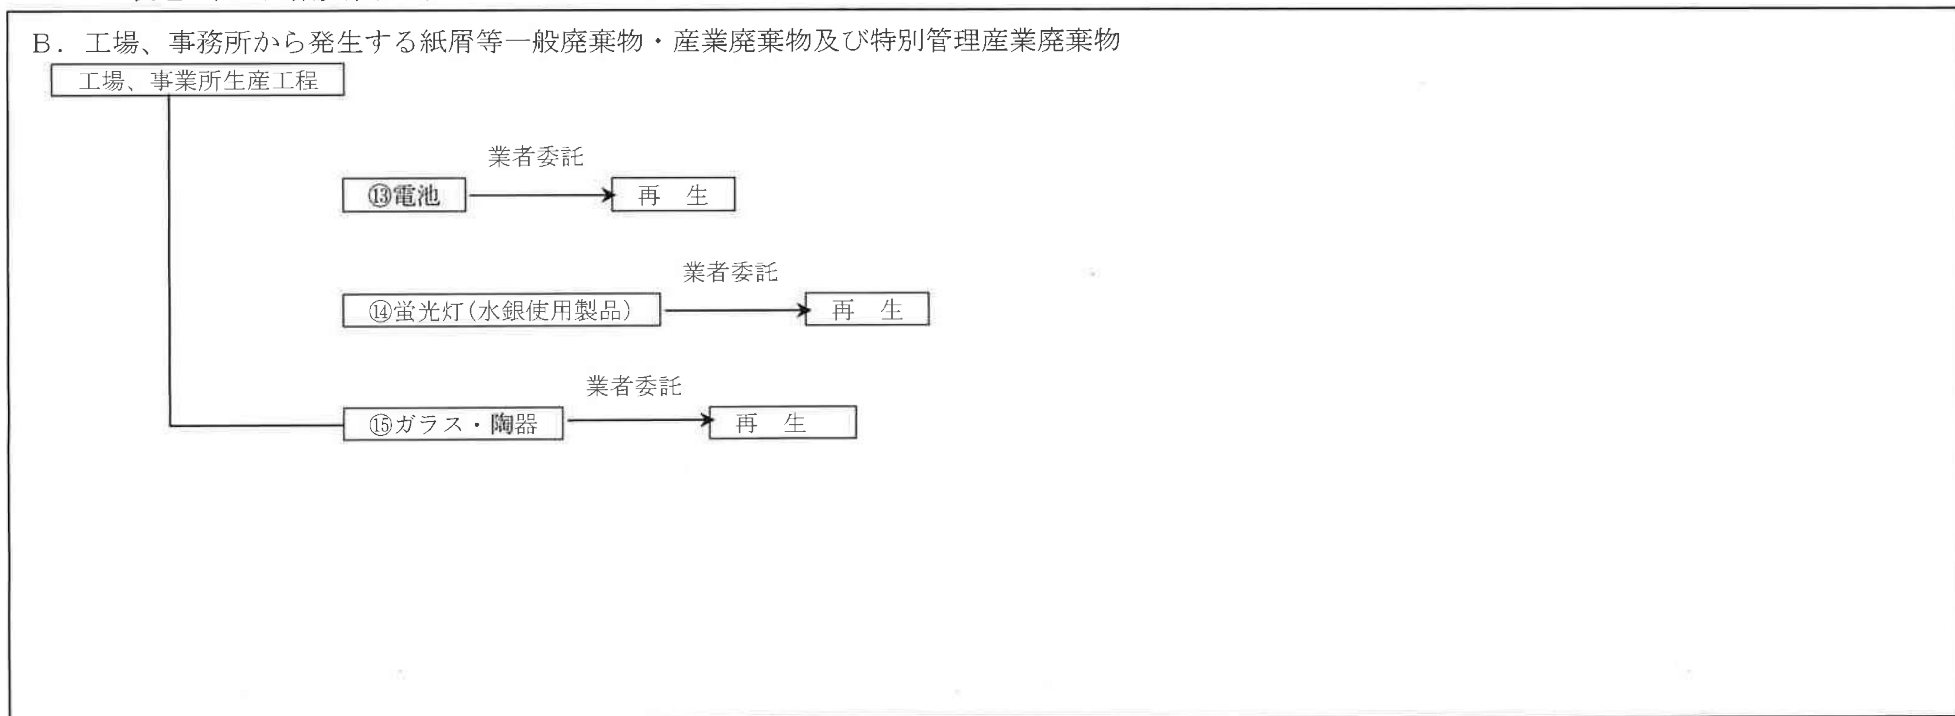 B. 工場、事務所から発生する紙屑等一般廃棄物・産業廃棄物及び特別管理産業廃棄物
工場、事業所生産工程
業者委託
⑬電池
再 生
業者委託
⑭蛍光灯(水銀使用製品)
再 生
業者委託
⑮ガラス・陶器
再 生